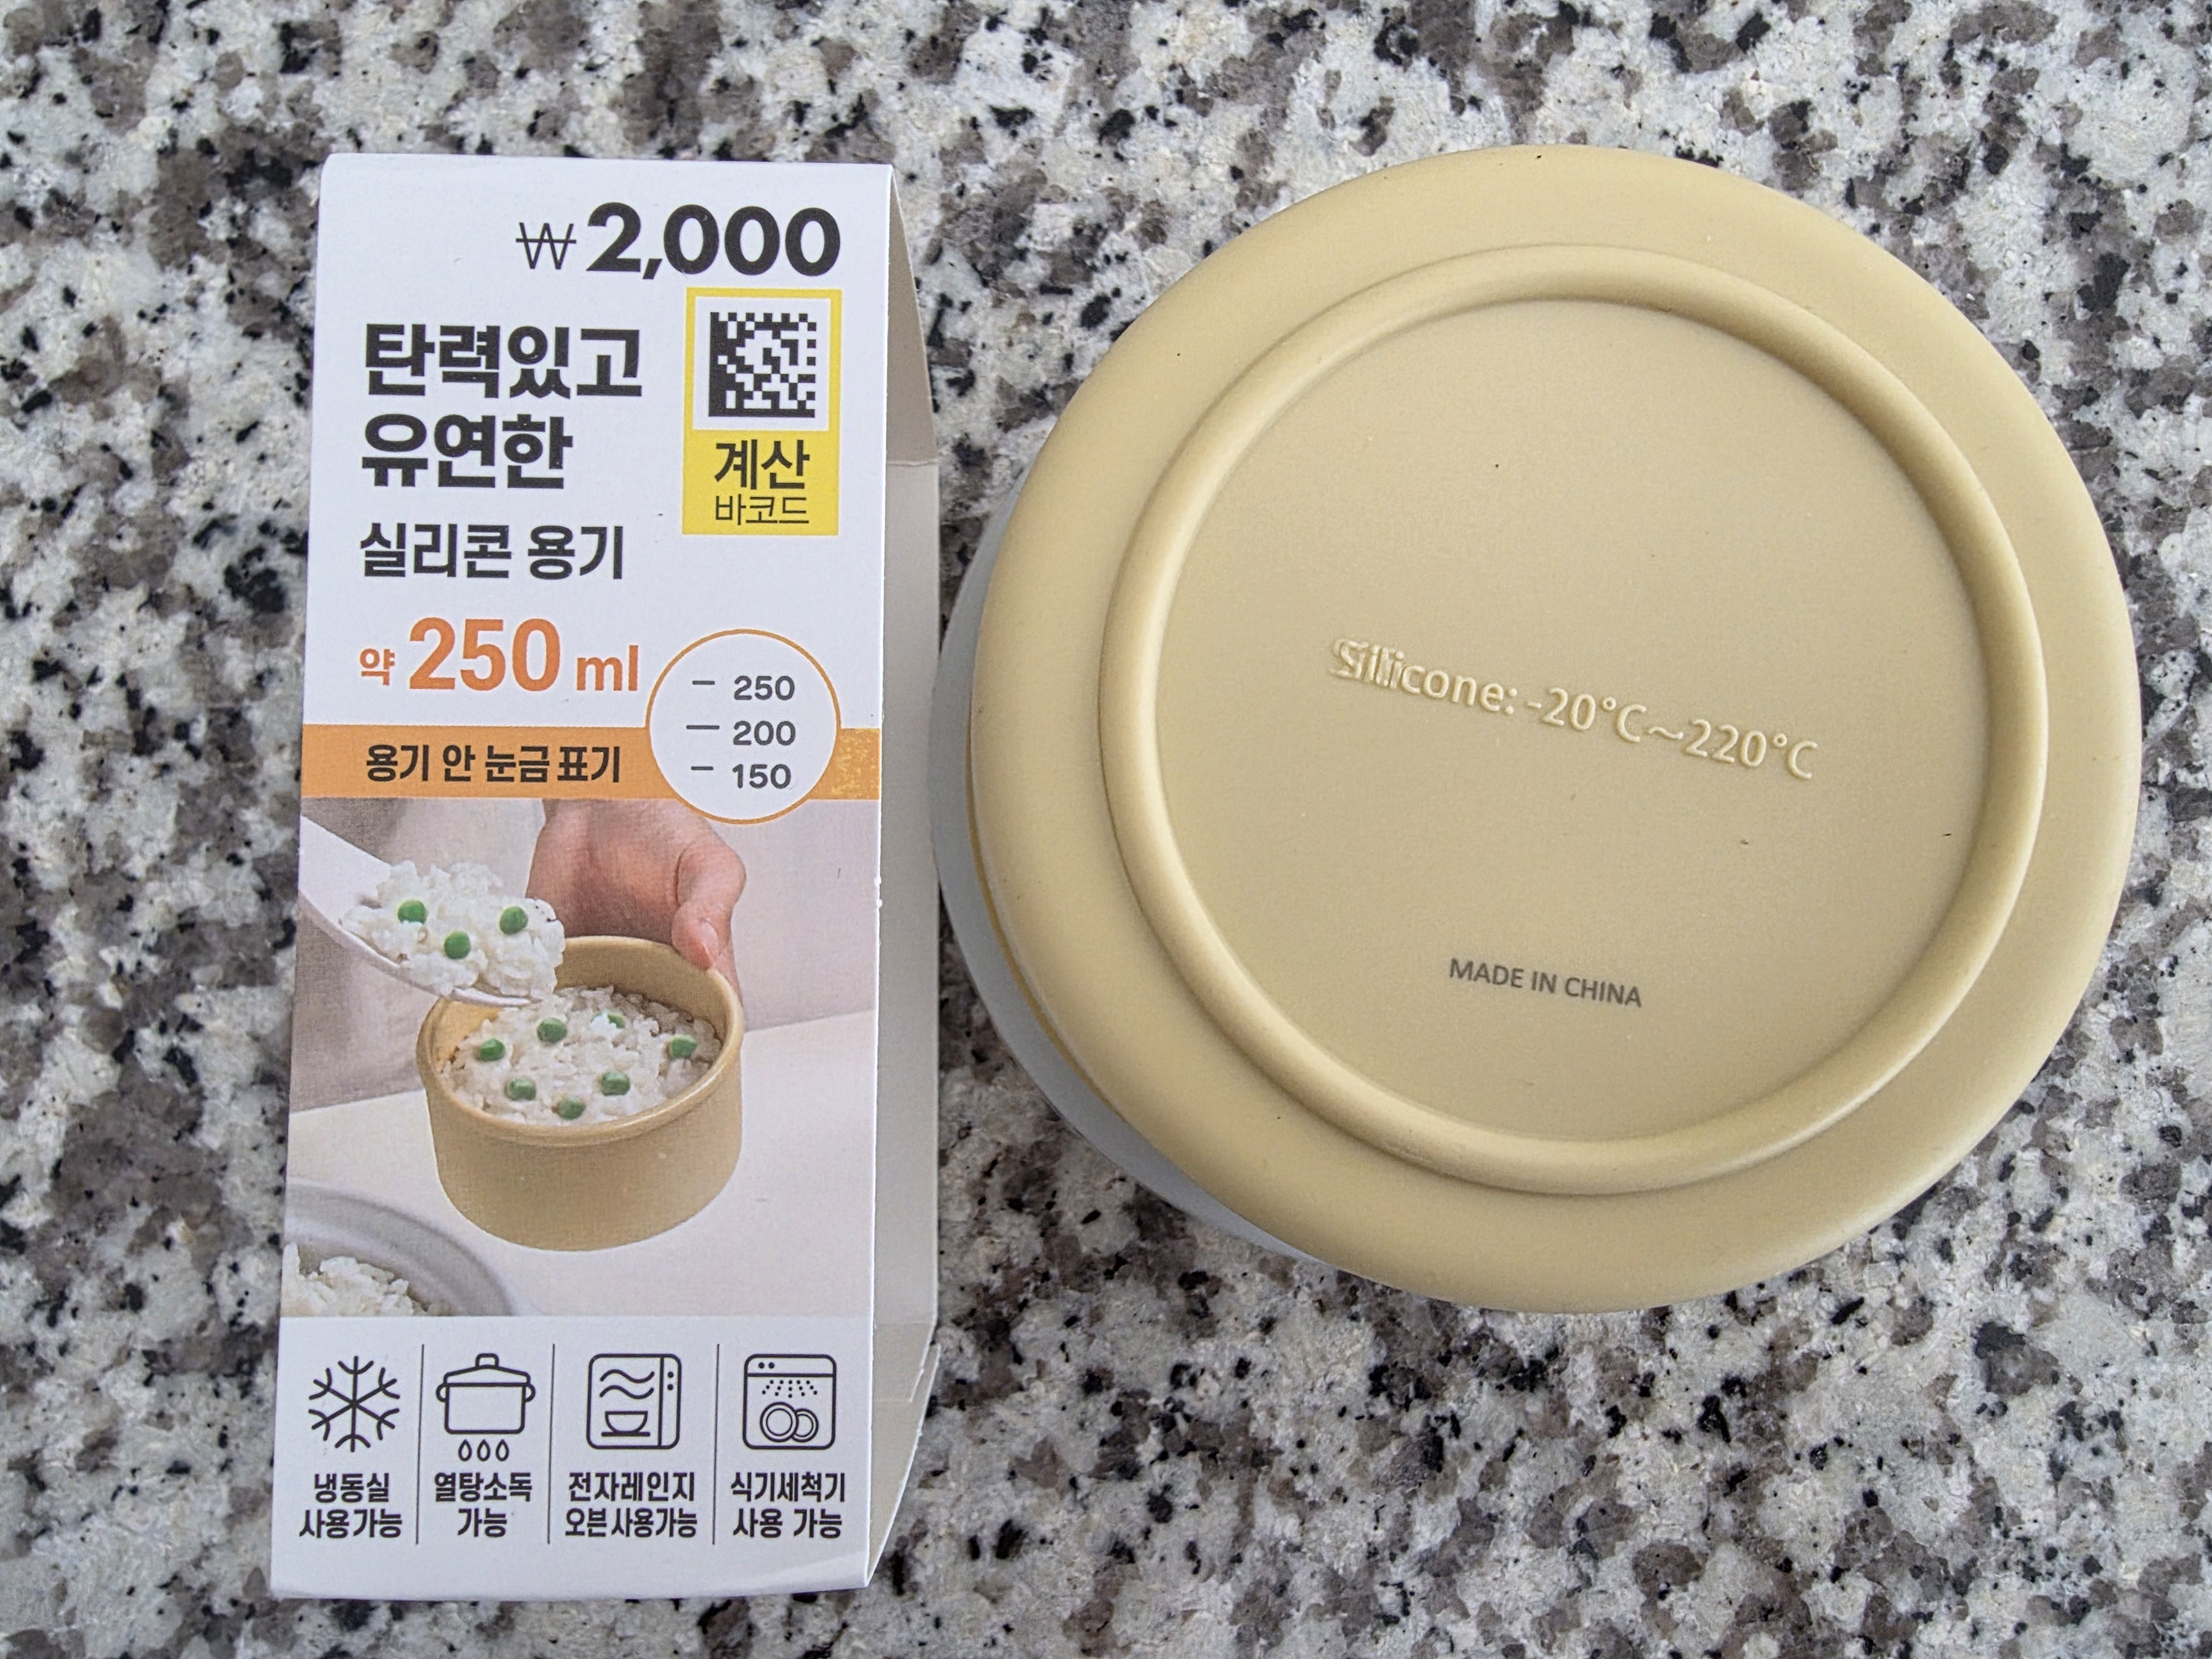 ₩2,000
탄력있고
유연한
실리콘 용기
계산
바코드
약 250 ml
250
200
150
용기 안 눈금 표기
냉동실
사용가능
열탕소독
가능
전자레인지
오븐사용가능
식기세척기
사용 가능
Silicone: -20°C~220°C
MADE IN CHINA